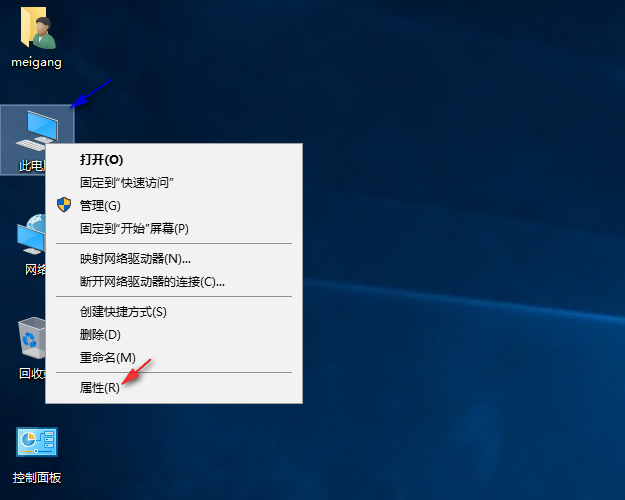 meigang
此电
打开(O)
固定到“快速访问”
管理(G)
固定到“开始”屏幕(P)
映射网络驱动器(N)...
断开网络驱动器的连接(C)...
创建快捷方式(S)
删除(D)
重命名(M)
属性(R)
网络
回收
控制面板